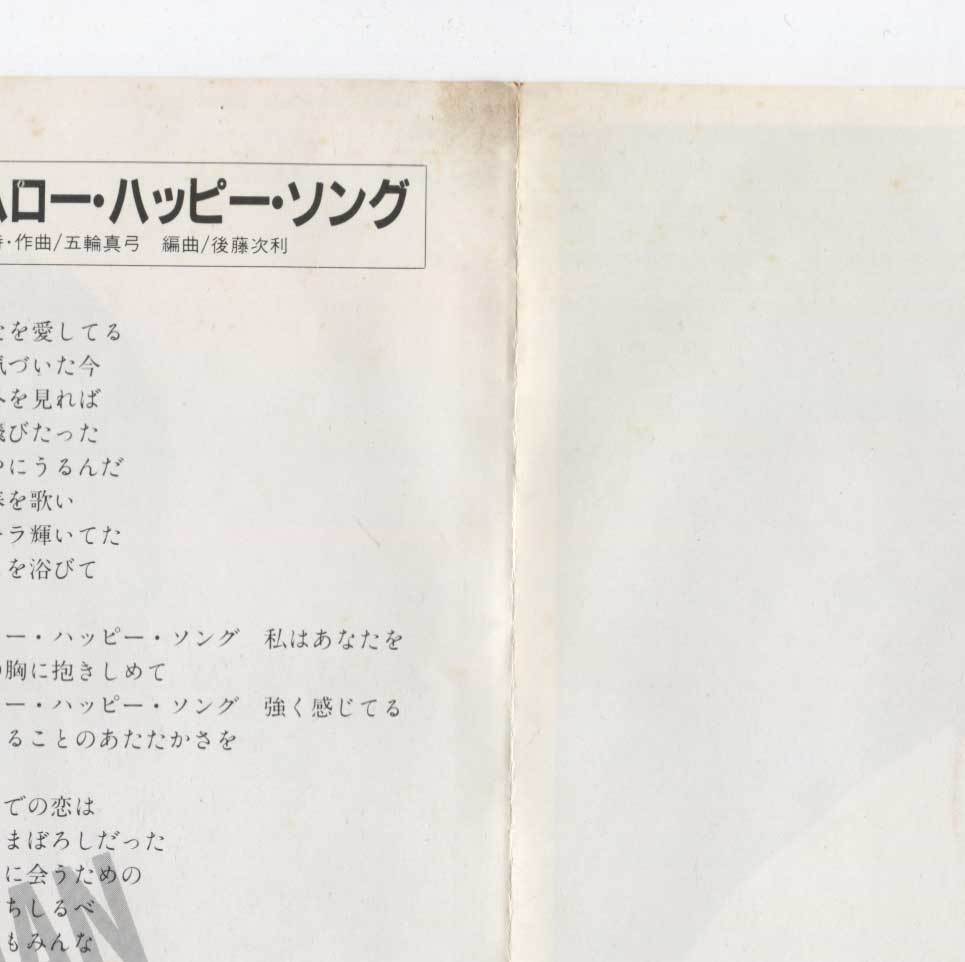 ハロー・ハッピー・ソング
・作曲/五輪真弓　編曲/後藤次利
を愛してる
気づいた今
を見れば
びたった
やにうるんだ
を歌い
ラ輝いてた
を浴びて
ー・ハッピー・ソング　私はあなたを
の胸に抱きしめて
ー・ハッピー・ソング　強く感じてる
ることのあたたかさを
での恋は
まぼろしだった
に会うための
ちしるべ
もみんな
AN